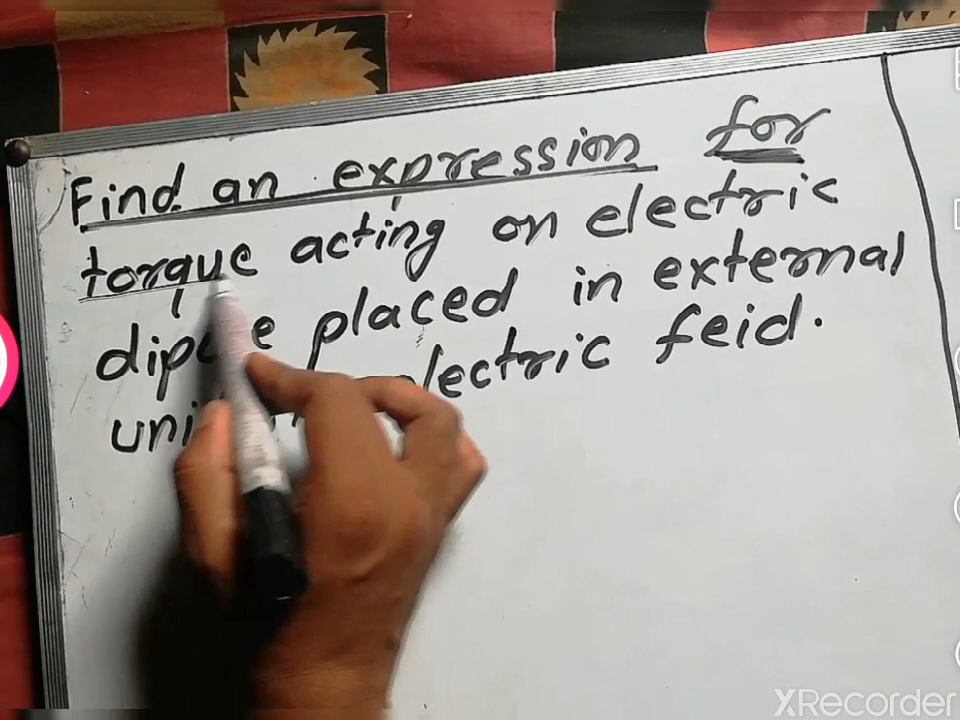 Find an expression for
torque acting on electric
placed in external
feid.
XRecorder